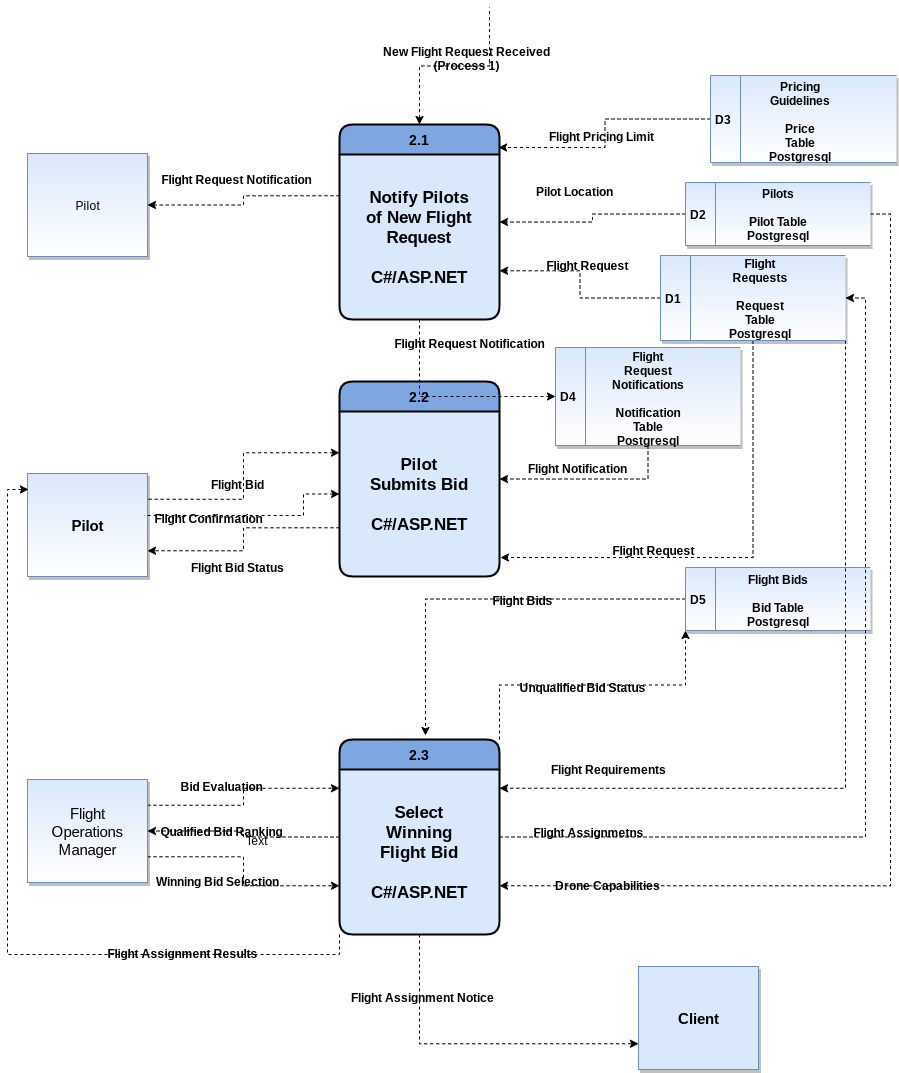 New Flight Request Received
(Process 1)
2.1
Notify Pilots
of New Flight
Request
C#/ASP.NET
Pilot
Flight Request Notification
Flight Pricing Limit
D3
Pricing
Guidelines
Price
Table
Postgresql
Pilot Location
D2
Pilots
Pilot Table
Postgresql
Flight Request
D1
Flight
Requests
Request
Table
Postgresql
Flight Request Notification
D4
Flight
Request
Notifications
Notification
Table
Postgresql
2.2
Pilot
Submits Bid
C#/ASP.NET
Flight Notification
Flight Bid
Pilot
Flight Confirmation
Flight Bid Status
Flight Request
D5
Flight Bids
Bid Table
Postgresql
Flight Bids
Unqualified Bid Status
2.3
Select
Winning
Flight Bid
C#/ASP.NET
Flight Requirements
Bid Evaluation
Flight
Operations
Manager
Qualified Bid Ranking
Text
Flight Assignmetns
Winning Bid Selection
Drone Capabilities
Flight Assignment Results
Flight Assignment Notice
Client